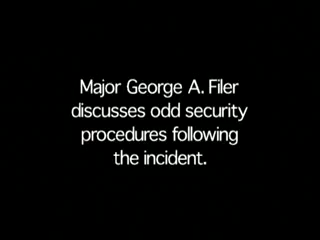 Major George A. Filer
discusses odd security
procedures following
the incident.